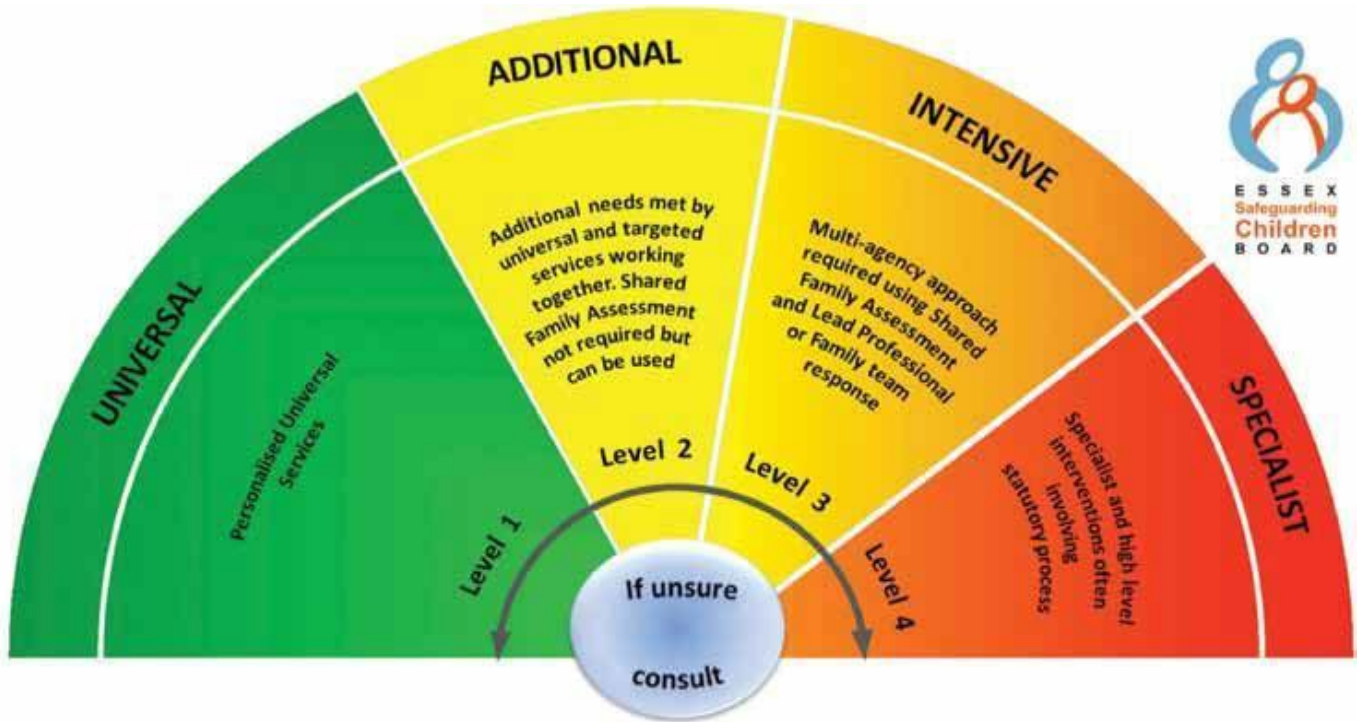 UNIVERSAL
Personalised Universal
Services
Level 1
ADDITIONAL
Additional needs met by
universal and targeted
services working
together. Shared
Family Assessment
not required but
can be used
Level 2
INTENSIVE
Multi-agency approach
required using Shared
Family Assessment
and Lead Professional
or Family team
response
Level 3
SPECIALIST
Specialist and high level
interventions often
involving
statutory process
Level 4
If unsure
consult
ESSEX
Safeguarding
Children
BOARD